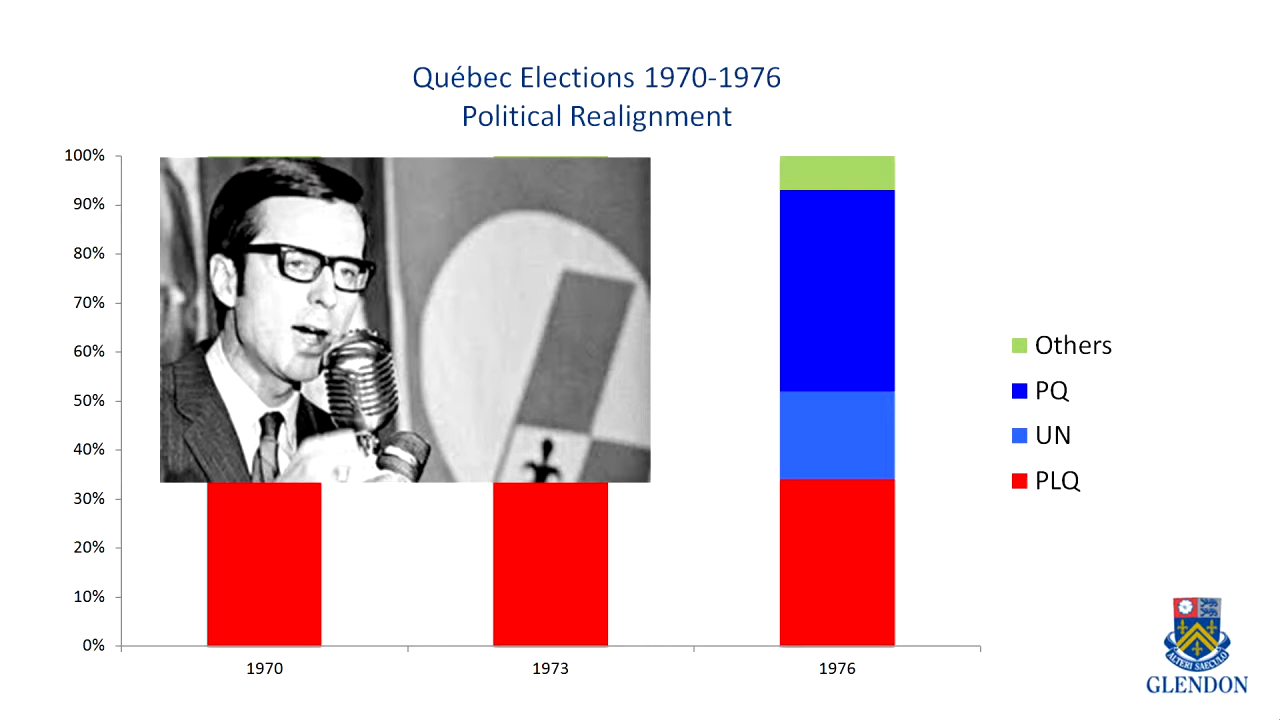 Québec Elections 1970-1976
Political Realignment
100%
90%
80%
70%
60%
50%
40%
30%
20%
10%
0%
1970
1973
1976
Others
PQ
UN
PLQ
ALTERI SAECULO
GLENDON